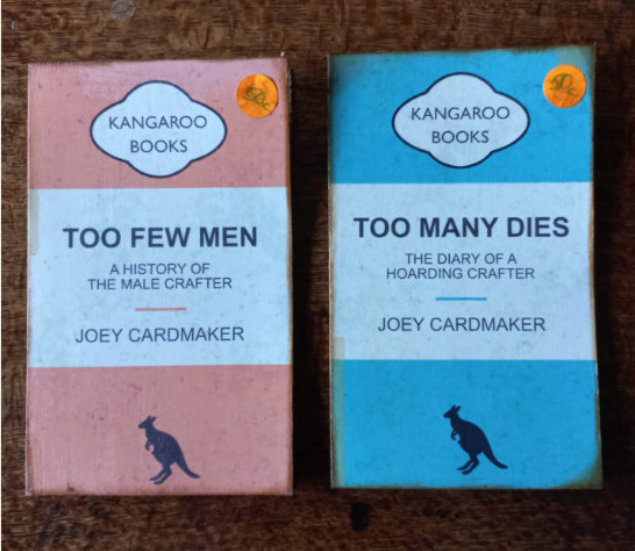 KANGAROO
BOOKS
TOO FEW MEN
A HISTORY OF
THE MALE CRAFTER
JOEY CARDMAKER
KANGAROO
BOOKS
TOO MANY DIES
THE DIARY OF A
HOARDING CRAFTER
JOEY CARDMAKER